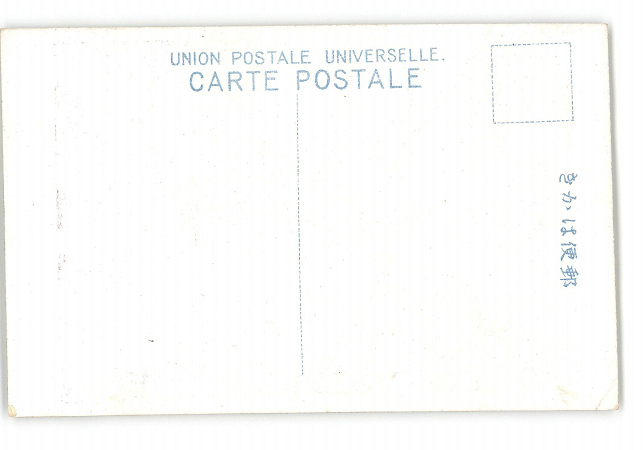 UNION POSTALE UNIVERSELLE.
CARTE POSTALE
郵便はかき